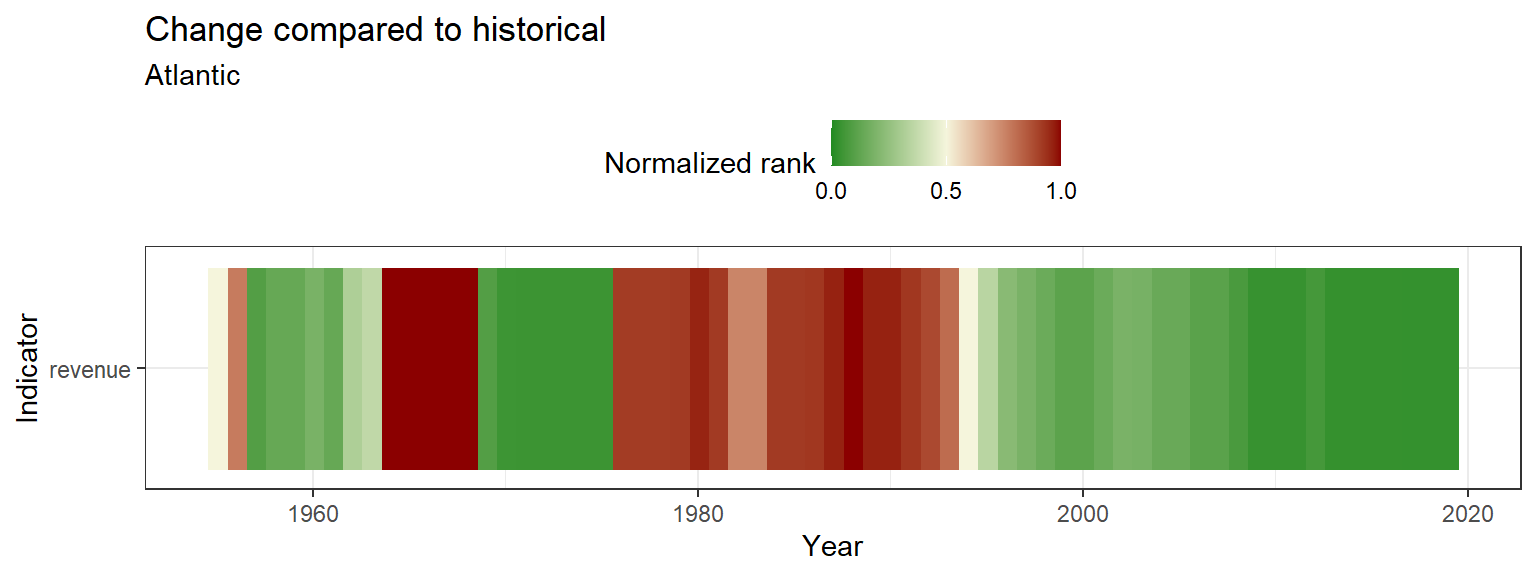 Change compared to historical
Atlantic
Normalized rank
0.0 0.5 1.0
Indicator
revenue
1960 1980 2000 2020
Year